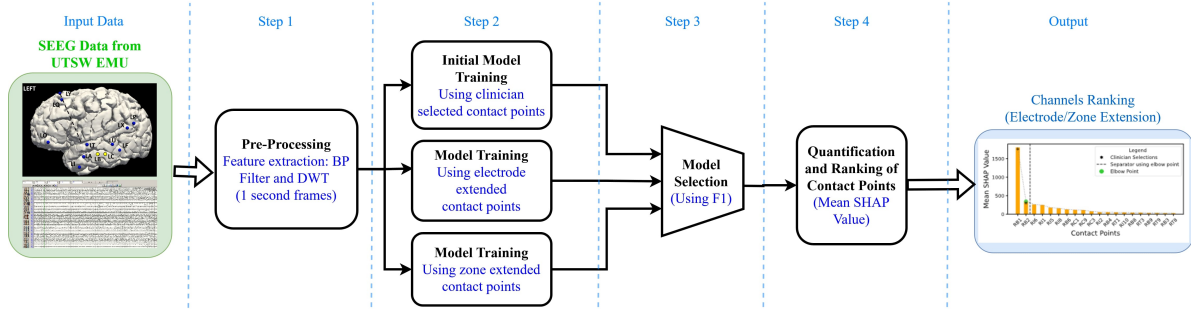 Input Data
Step 1
Step 2
Step 3
Step 4
Output
SEEG Data from
UTSW EMU
LEFT
Pre-Processing
Feature extraction: BP
Filter and DWT
(1 second frames)
Initial Model
Training
Using clinician
selected contact points
Model Training
Using electrode
extended
contact points
Model Training
Using zone extended
contact points
Model
Selection
(Using F1)
Quantification
and Ranking of
Contact Points
(Mean SHAP
Value)
Channels Ranking
(Electrode/Zone Extension)
Legend
Clinician Selections
Separator using elbow point
Elbow Point
Mean SHAP Value
1500
1000
500
0
Contact Points